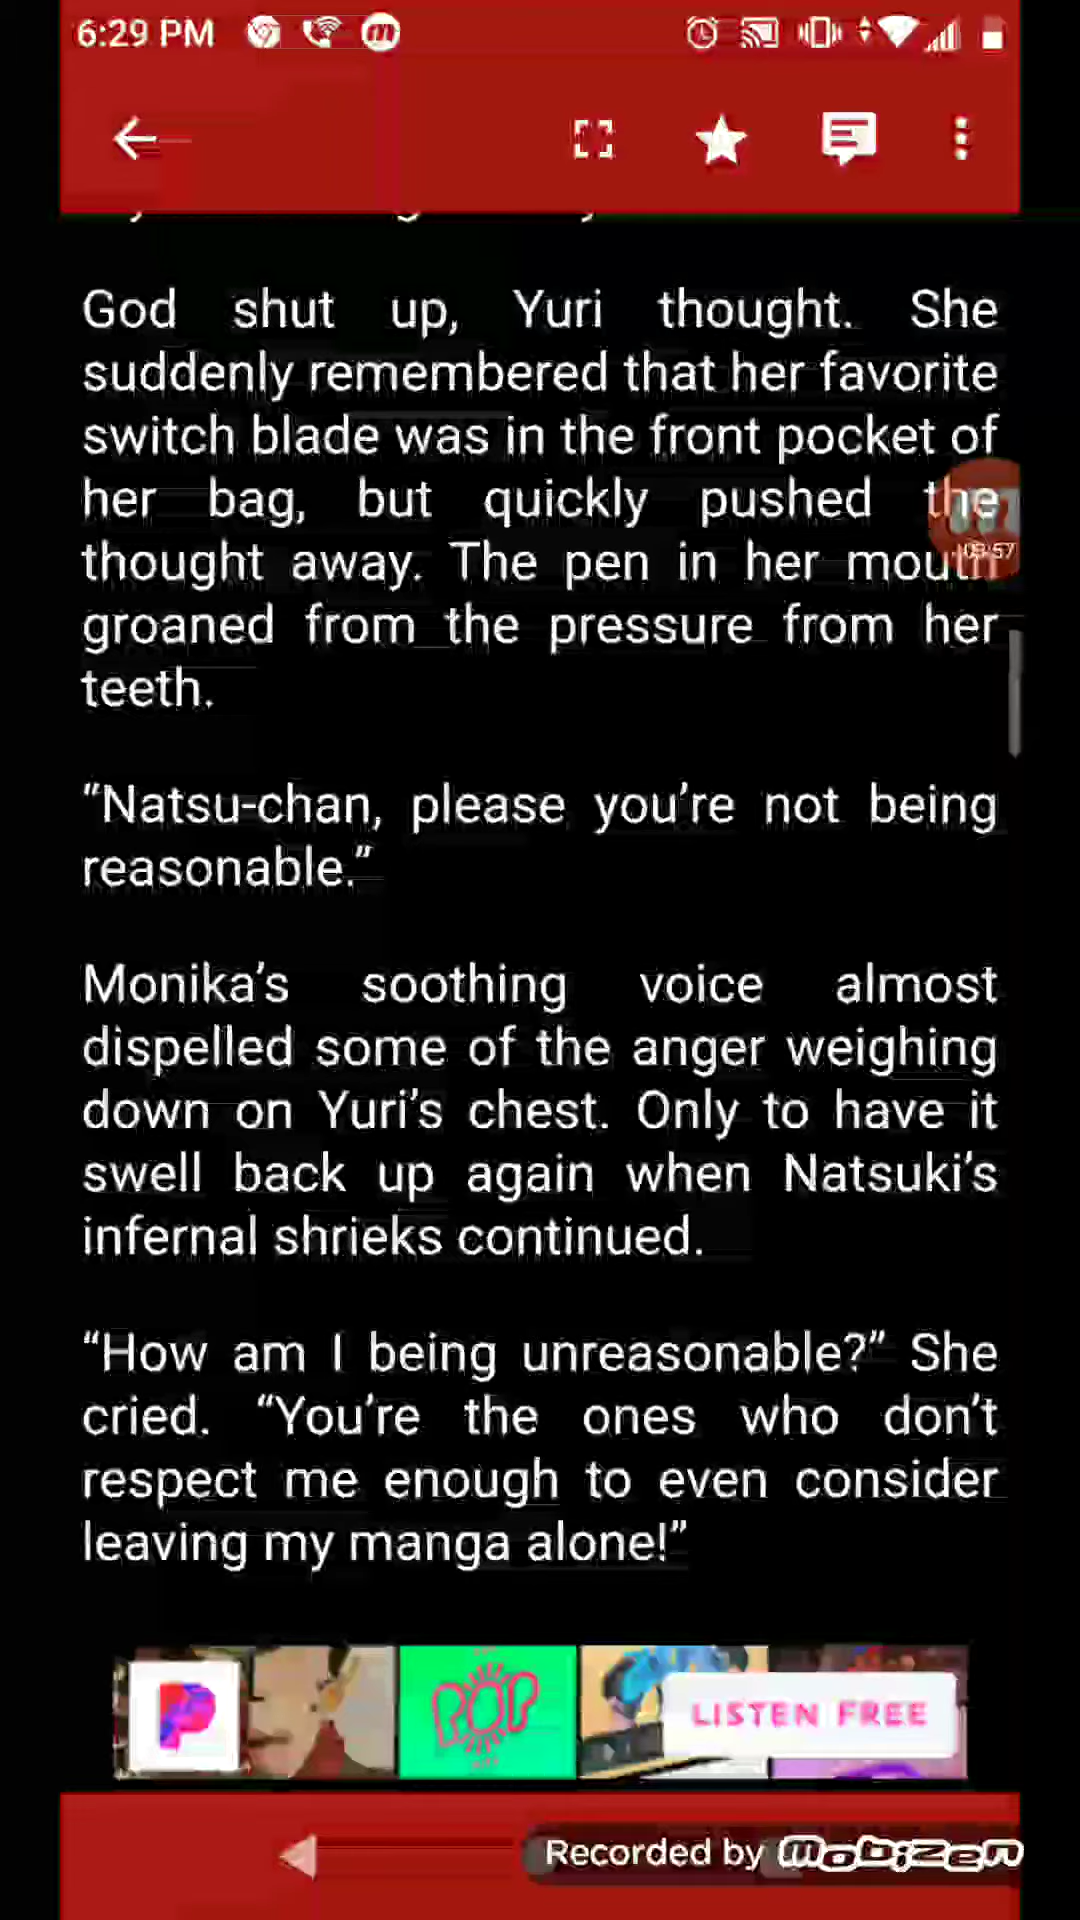 6:29 PM
God shut up, Yuri thought. She
suddenly remembered that her favorite
switch blade was in the front pocket of
her bag, but quickly pushed the
thought away. The pen in her mouth
groaned from the pressure from her
teeth.
“Natsu-chan, please you’re not being
reasonable.”
Monika’s soothing voice almost
dispelled some of the anger weighing
down on Yuri’s chest. Only to have it
swell back up again when Natsuki’s
infernal shrieks continued.
“How am I being unreasonable?” She
cried. “You’re the ones who don’t
respect me enough to even consider
leaving my manga alone!”
POP
LISTEN FREE
Recorded by mobizen